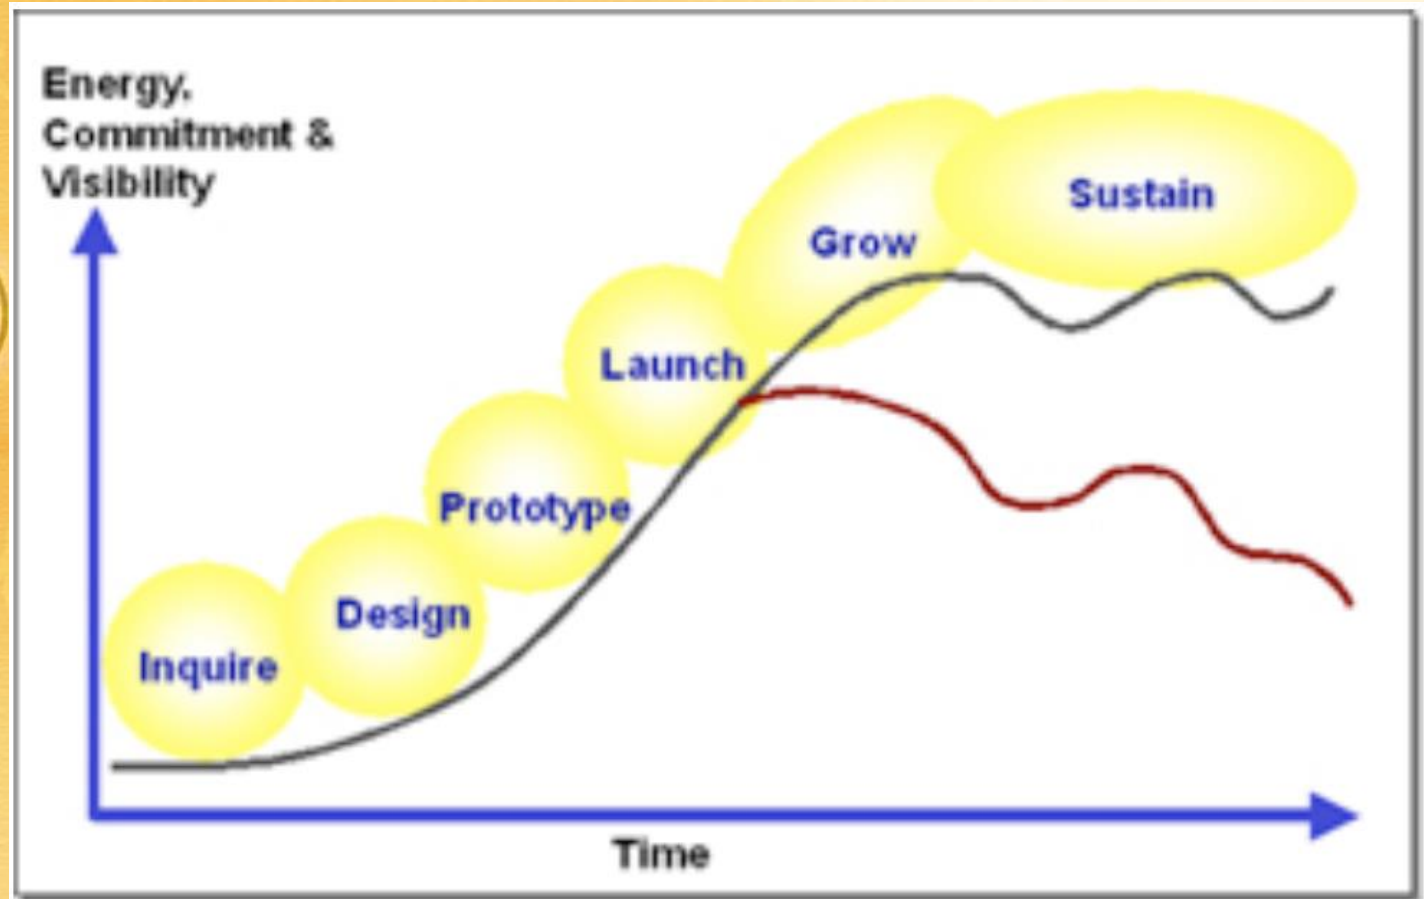 Energy,
Commitment &
Visibility
Sustain
Grow
Launch
Prototype
Design
Inquire
Time